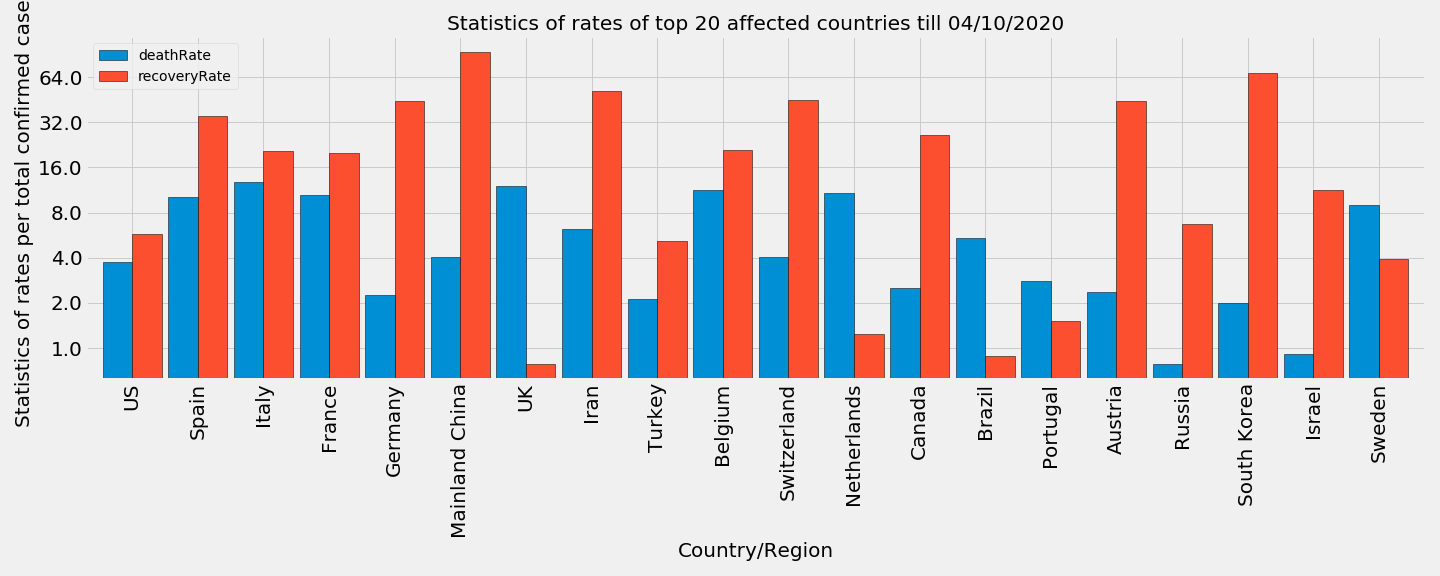 Statistics of rates of top 20 affected countries till 04/10/2020
deathRate
recoveryRate
Statistics of rates per total confirmed case
64.0
32.0
16.0
8.0
4.0
2.0
1.0
US
Spain
Italy
France
Germany
Mainland China
UK
Iran
Turkey
Belgium
Switzerland
Netherlands
Canada
Brazil
Portugal
Austria
Russia
South Korea
Israel
Sweden
Country/Region